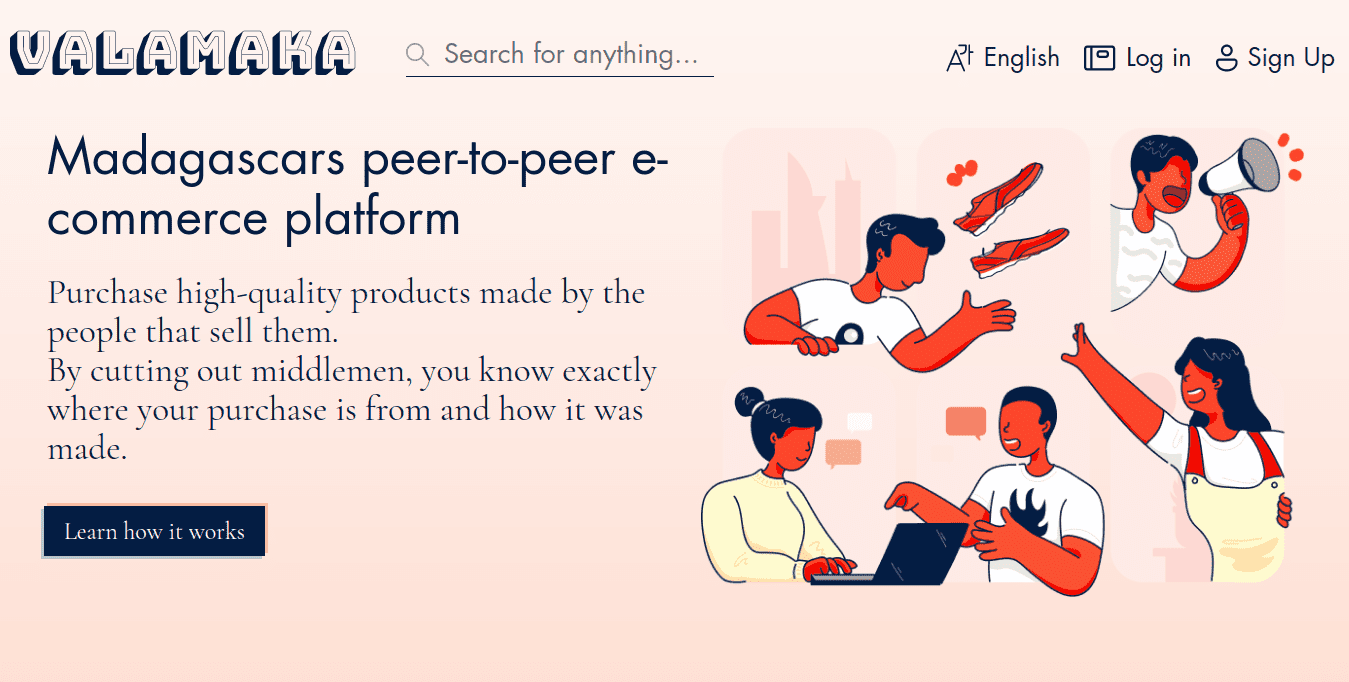 VALAMAKA
Search for anything...
English
Log in
Sign Up
Madagascars peer-to-peer e-
commerce platform
Purchase high-quality products made by the
people that sell them.
By cutting out middlemen, you know exactly
where your purchase is from and how it was
made.
Learn how it works